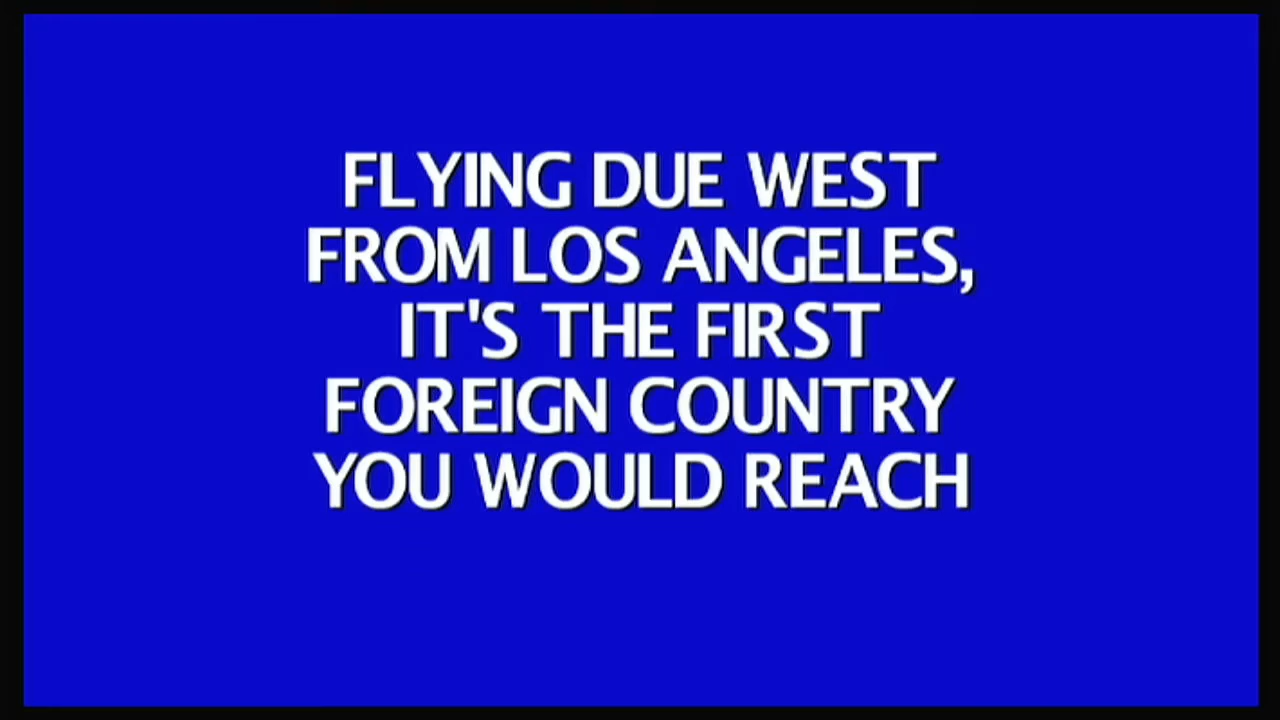 FLYING DUE WEST
FROM LOS ANGELES,
IT'S THE FIRST
FOREIGN COUNTRY
YOU WOULD REACH